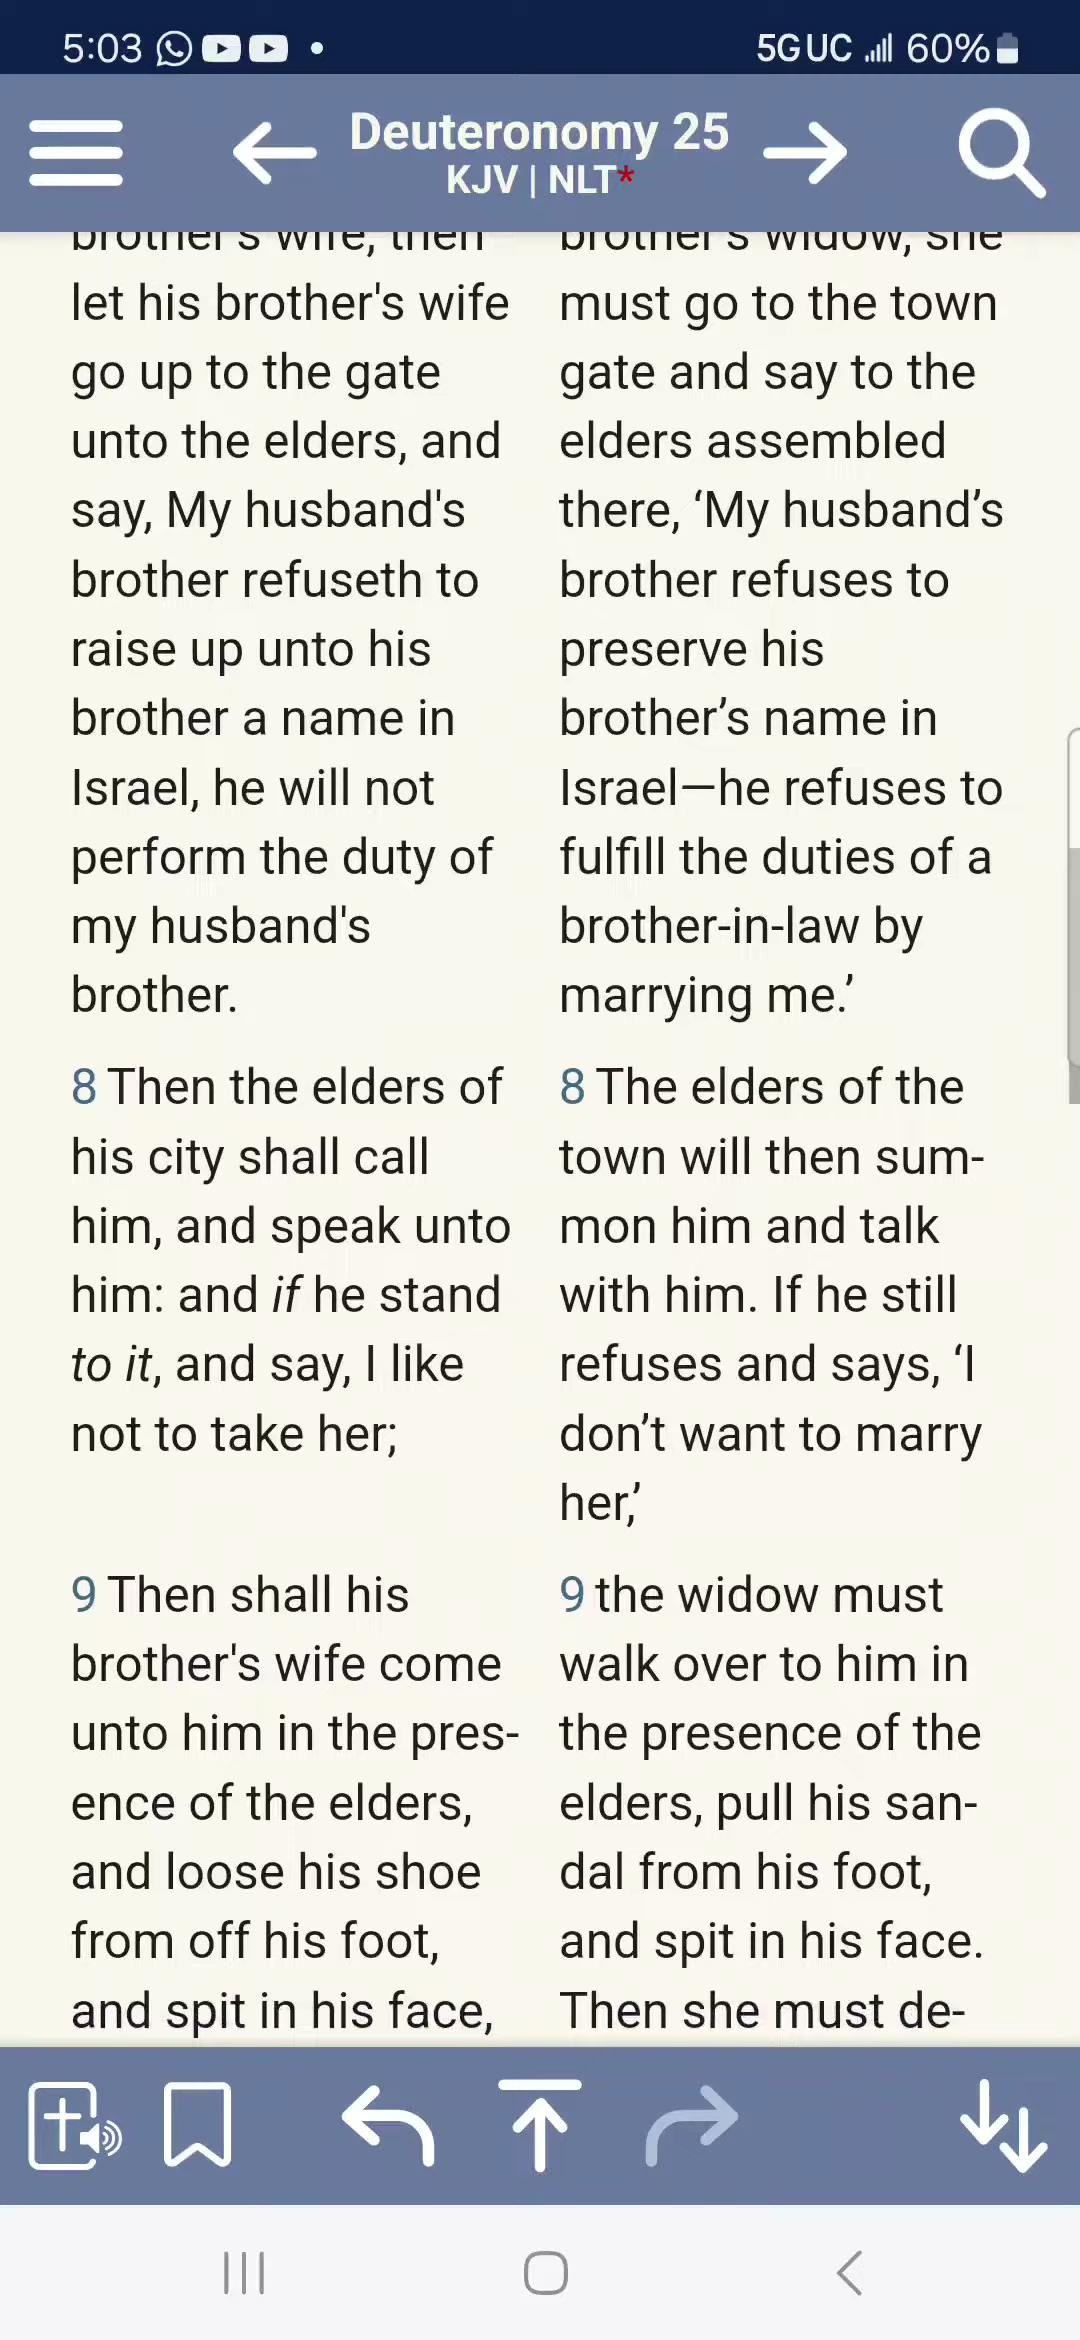 5:03
5G UC 60%
Deuteronomy 25
KJV | NLT*
brother's wife, then
let his brother's wife
go up to the gate
unto the elders, and
say, My husband's
brother refuseth to
raise up unto his
brother a name in
Israel, he will not
perform the duty of
my husband's
brother.
8 Then the elders of
his city shall call
him, and speak unto
him: and if he stand
to it, and say, I like
not to take her;
9 Then shall his
brother's wife come
unto him in the pres-
ence of the elders,
and loose his shoe
from off his foot,
and spit in his face,
brother's widow, she
must go to the town
gate and say to the
elders assembled
there, ‘My husband’s
brother refuses to
preserve his
brother’s name in
Israel—he refuses to
fulfill the duties of a
brother-in-law by
marrying me.’
8 The elders of the
town will then sum-
mon him and talk
with him. If he still
refuses and says, ‘I
don’t want to marry
her,’
9 the widow must
walk over to him in
the presence of the
elders, pull his san-
dal from his foot,
and spit in his face.
Then she must de-